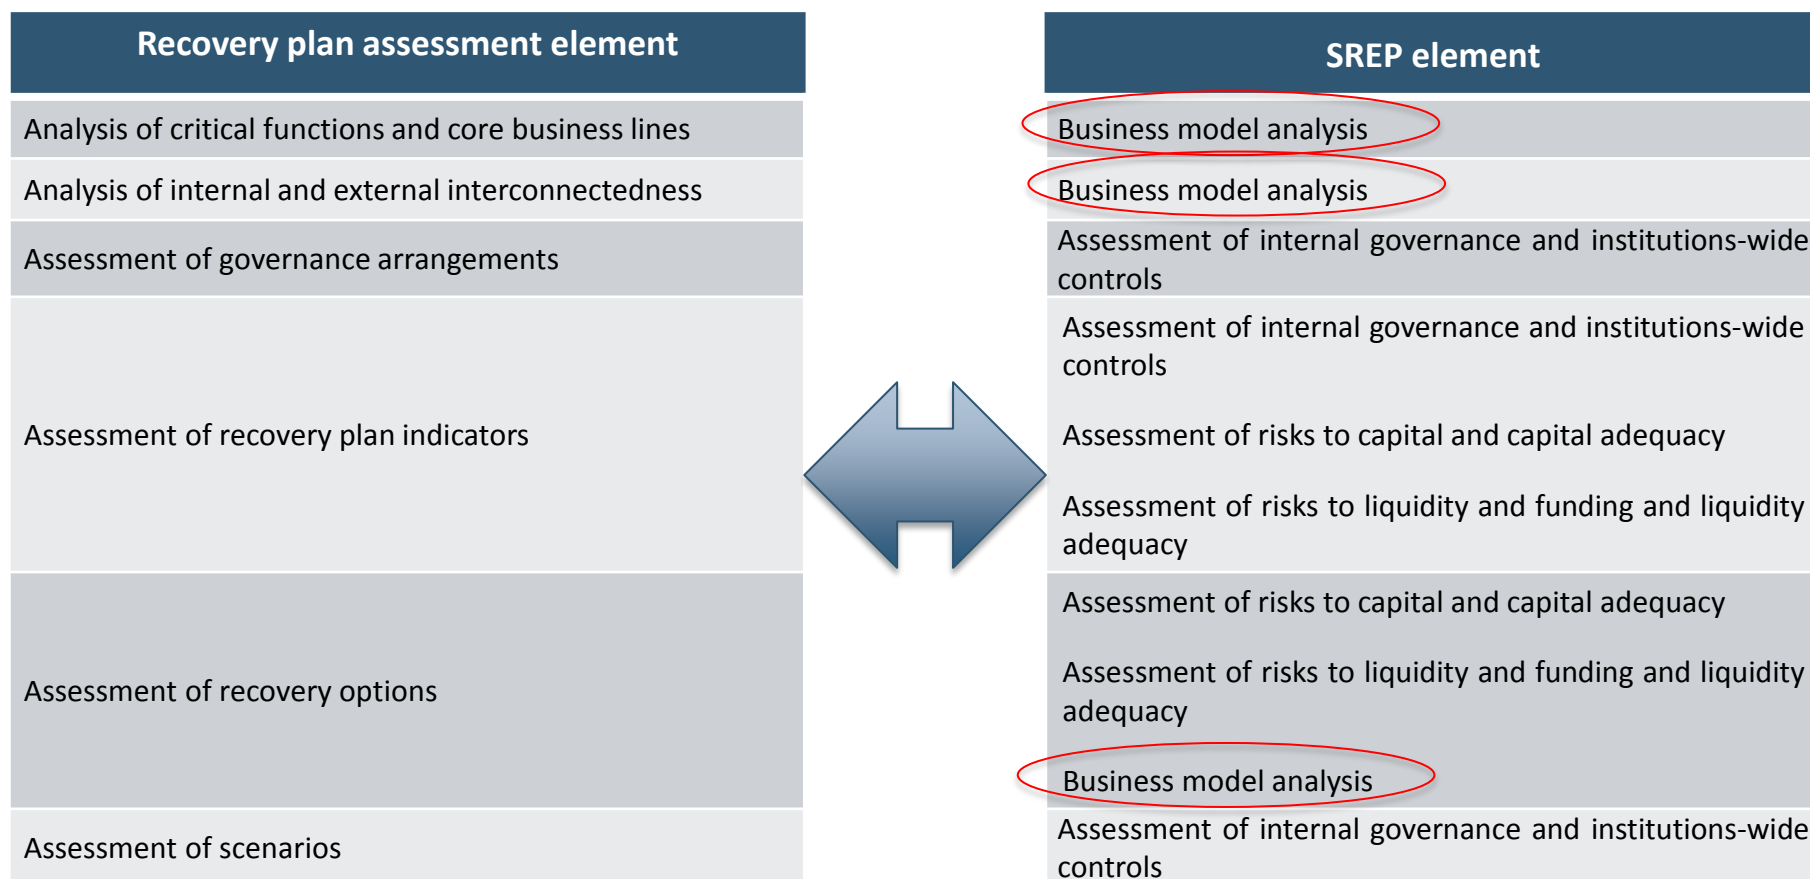 Recovery plan assessment element
SREP element
Analysis of critical functions and core business lines
Business model analysis
Analysis of internal and external interconnectedness
Business model analysis
Assessment of governance arrangements
Assessment of internal governance and institutions-wide
controls
Assessment of recovery plan indicators
Assessment of internal governance and institutions-wide
controls
Assessment of risks to capital and capital adequacy
Assessment of risks to liquidity and funding and liquidity
adequacy
Assessment of recovery options
Assessment of risks to capital and capital adequacy
Assessment of risks to liquidity and funding and liquidity
adequacy
Business model analysis
Assessment of scenarios
Assessment of internal governance and institutions-wide
controls